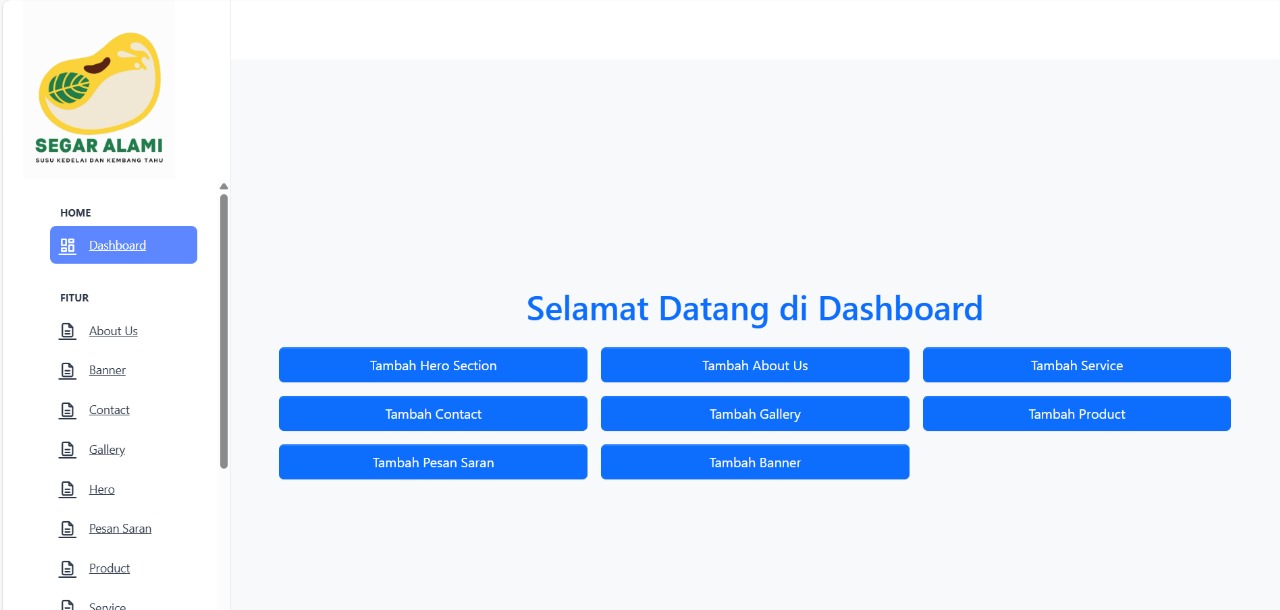 SEGAR ALAMI
SUSU KEDELAI DAN KEMBANG TAHU
HOME
Dashboard
FITUR
About Us
Banner
Contact
Gallery
Hero
Pesan Saran
Product
Service
Selamat Datang di Dashboard
Tambah Hero Section
Tambah About Us
Tambah Service
Tambah Contact
Tambah Gallery
Tambah Product
Tambah Pesan Saran
Tambah Banner